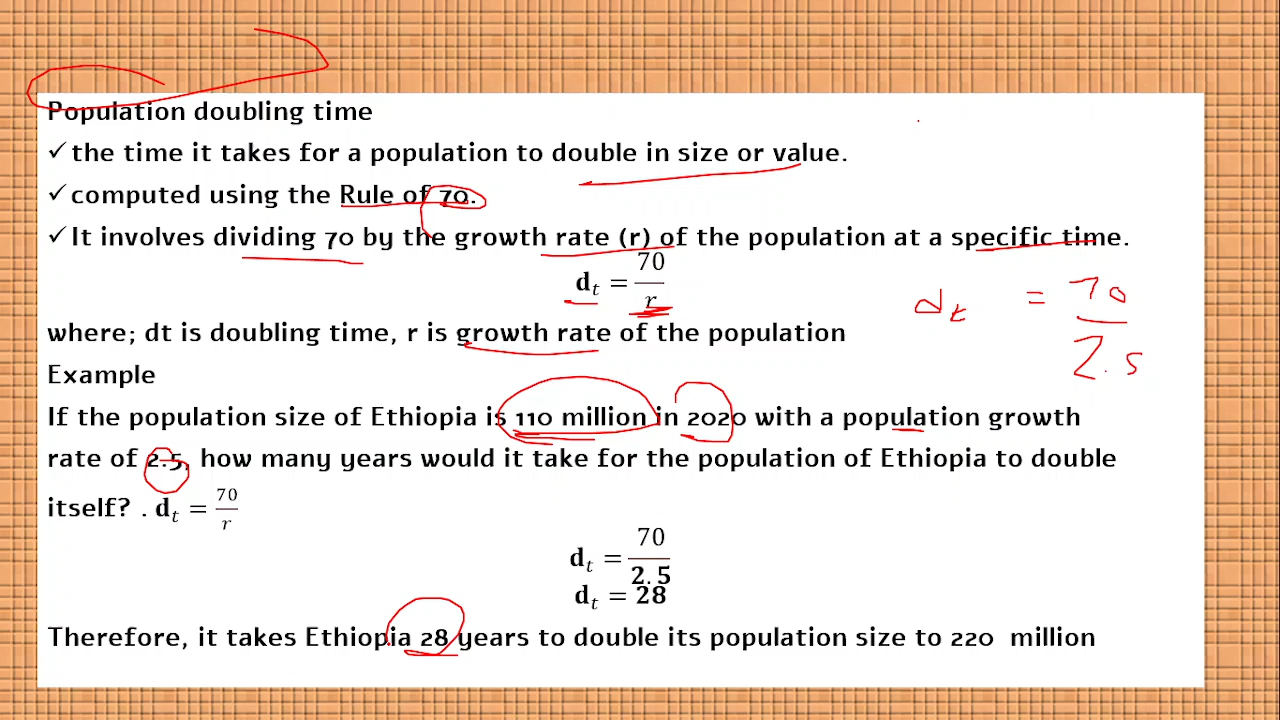 Population doubling time
✓ the time it takes for a population to double in size or value.
✓ computed using the Rule of 70.
✓ It involves dividing 70 by the growth rate (r) of the population at a specific time.
dₜ = 70/r
dₜ = 70/2.5
where; dt is doubling time, r is growth rate of the population
Example
If the population size of Ethiopia is 110 million in 2020 with a population growth
rate of 2.5, how many years would it take for the population of Ethiopia to double
itself? . dₜ = 70/r
dₜ = 70/2.5
dₜ = 28
Therefore, it takes Ethiopia 28 years to double its population size to 220 million